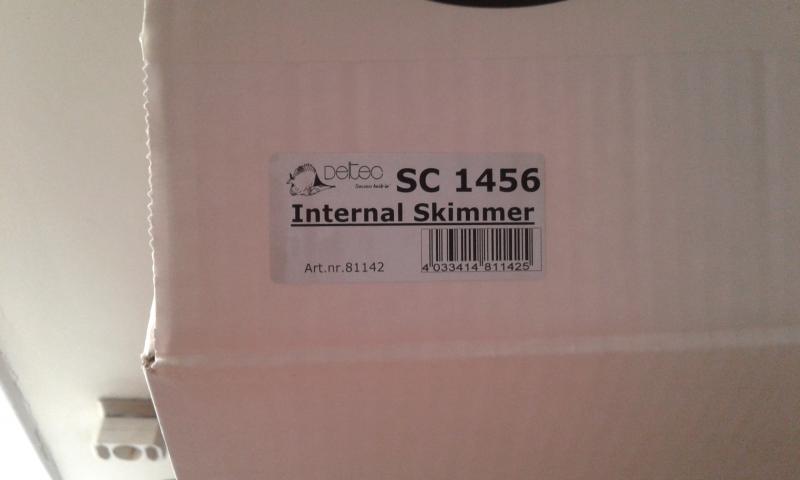 Deltec
SC 1456
Internal Skimmer
Art.nr.81142
4 033414 811425